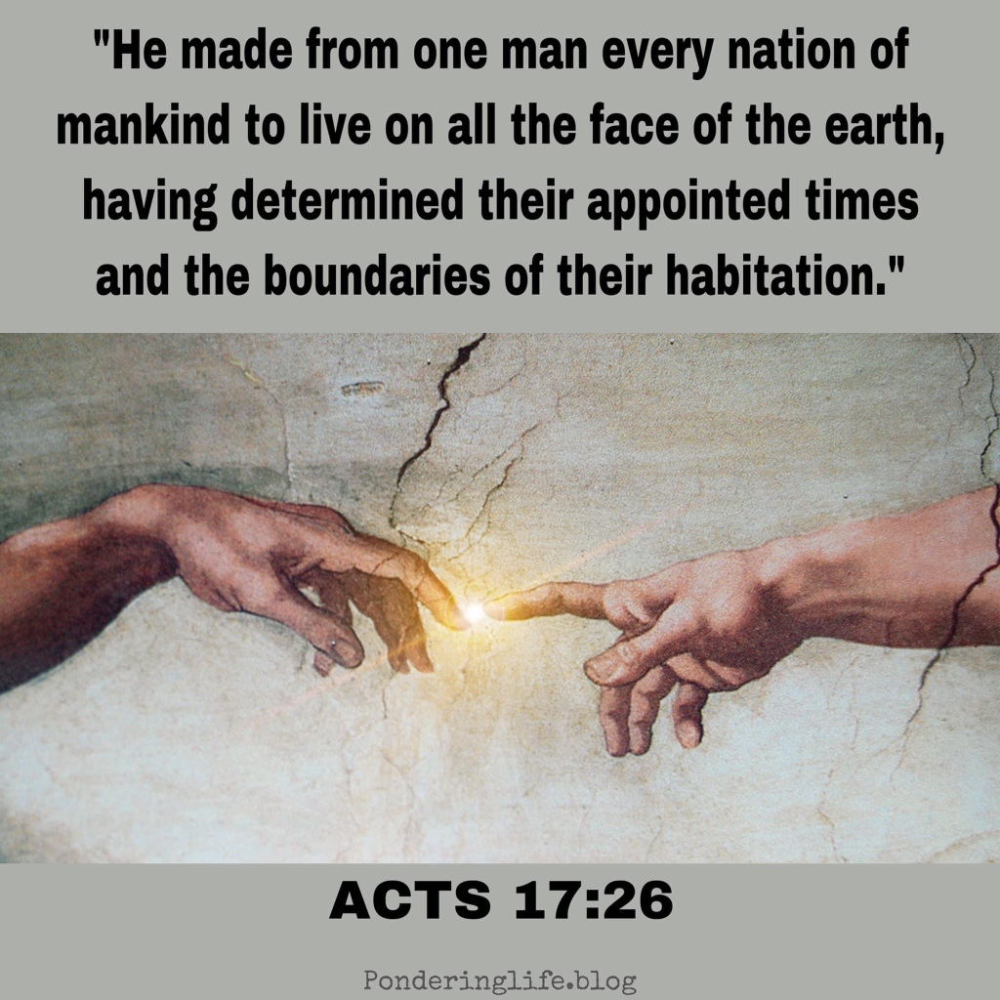 "He made from one man every nation of
mankind to live on all the face of the earth,
having determined their appointed times
and the boundaries of their habitation."
ACTS 17:26
Ponderinglife.blog